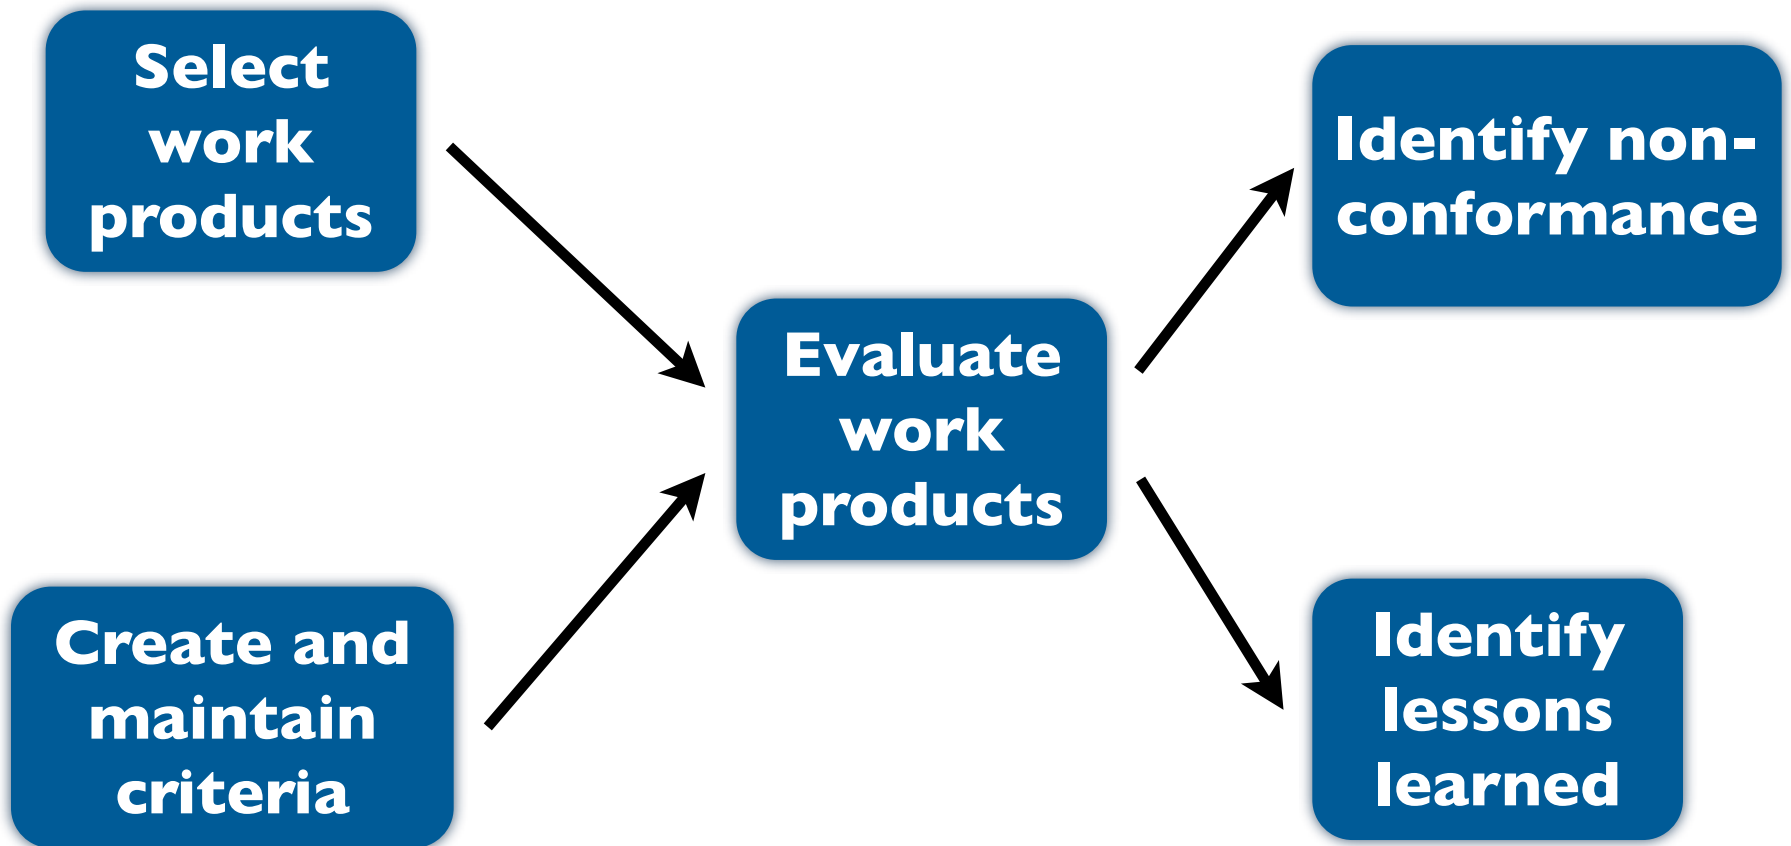 Select
work
products
Create and
maintain
criteria
Evaluate
work
products
Identify non-
conformance
Identify
lessons
learned